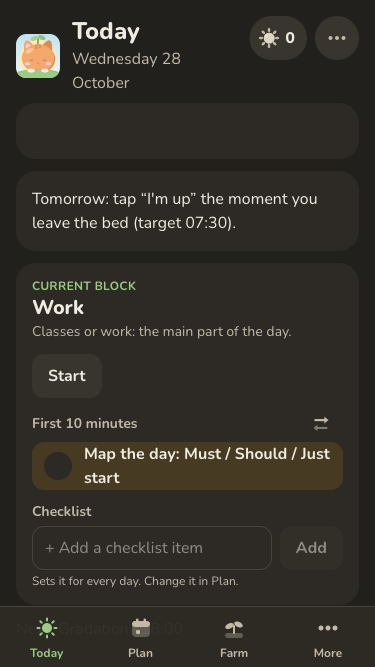 Today
Wednesday 28
October
0
Tomorrow: tap “I'm up” the moment you
leave the bed (target 07:30).
CURRENT BLOCK
Work
Classes or work: the main part of the day.
Start
First 10 minutes
Map the day: Must / Should / Just
start
Checklist
+ Add a checklist item
Add
Sets it for every day. Change it in Plan.
Today
Plan
Farm
More